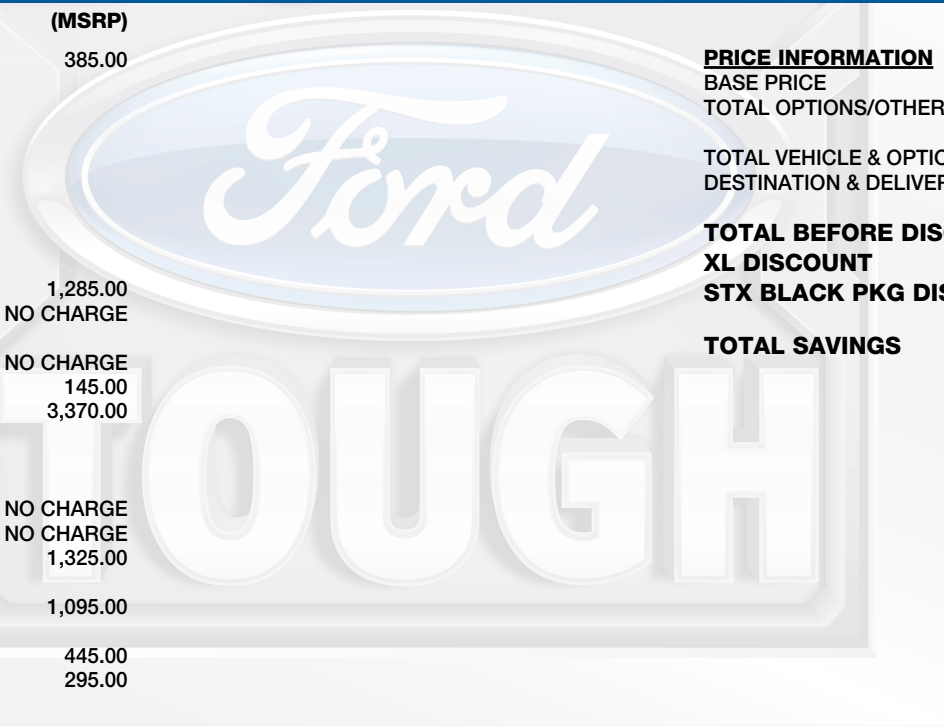 (MSRP)
385.00
1,285.00
NO CHARGE
NO CHARGE
145.00
3,370.00
NO CHARGE
NO CHARGE
1,325.00
1,095.00
445.00
295.00
PRICE INFORMATION
BASE PRICE
TOTAL OPTIONS/OTHER
TOTAL VEHICLE & OPTIO
DESTINATION & DELIVER
TOTAL BEFORE DIS
XL DISCOUNT
STX BLACK PKG DIS
TOTAL SAVINGS
Ford
TOUGH